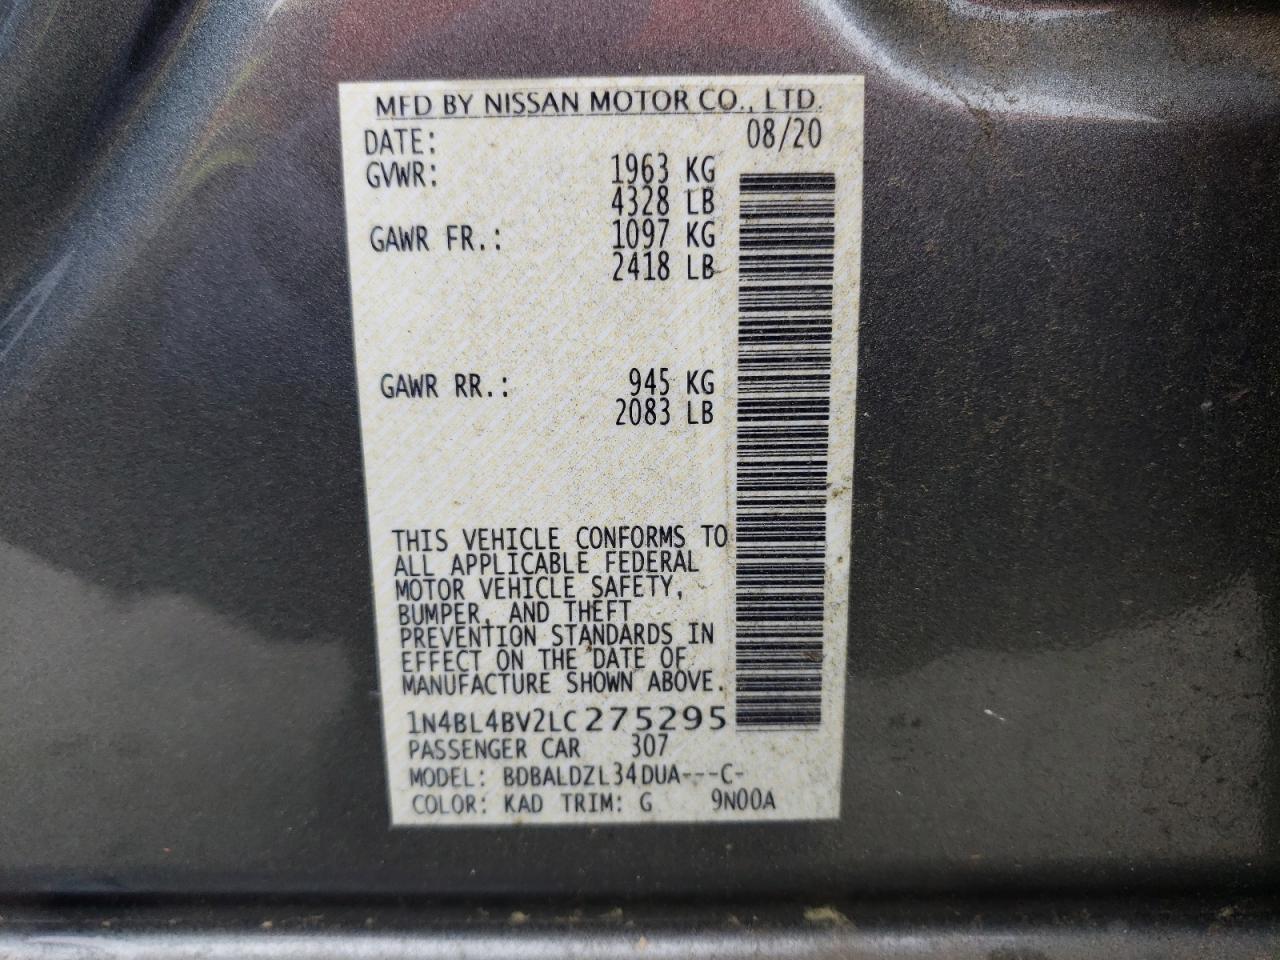 MFD BY NISSAN MOTOR CO., LTD.
DATE: 08/20
GVWR: 1963 KG
4328 LB
GAWR FR.: 1097 KG
2418 LB
GAWR RR.: 945 KG
2083 LB
THIS VEHICLE CONFORMS TO
ALL APPLICABLE FEDERAL
MOTOR VEHICLE SAFETY,
BUMPER, AND THEFT
PREVENTION STANDARDS IN
EFFECT ON THE DATE OF
MANUFACTURE SHOWN ABOVE.
1N4BL4BV2LC275295
PASSENGER CAR 307
MODEL: BDBALDZL34DUA---C-
COLOR: KAD TRIM: G 9N00A